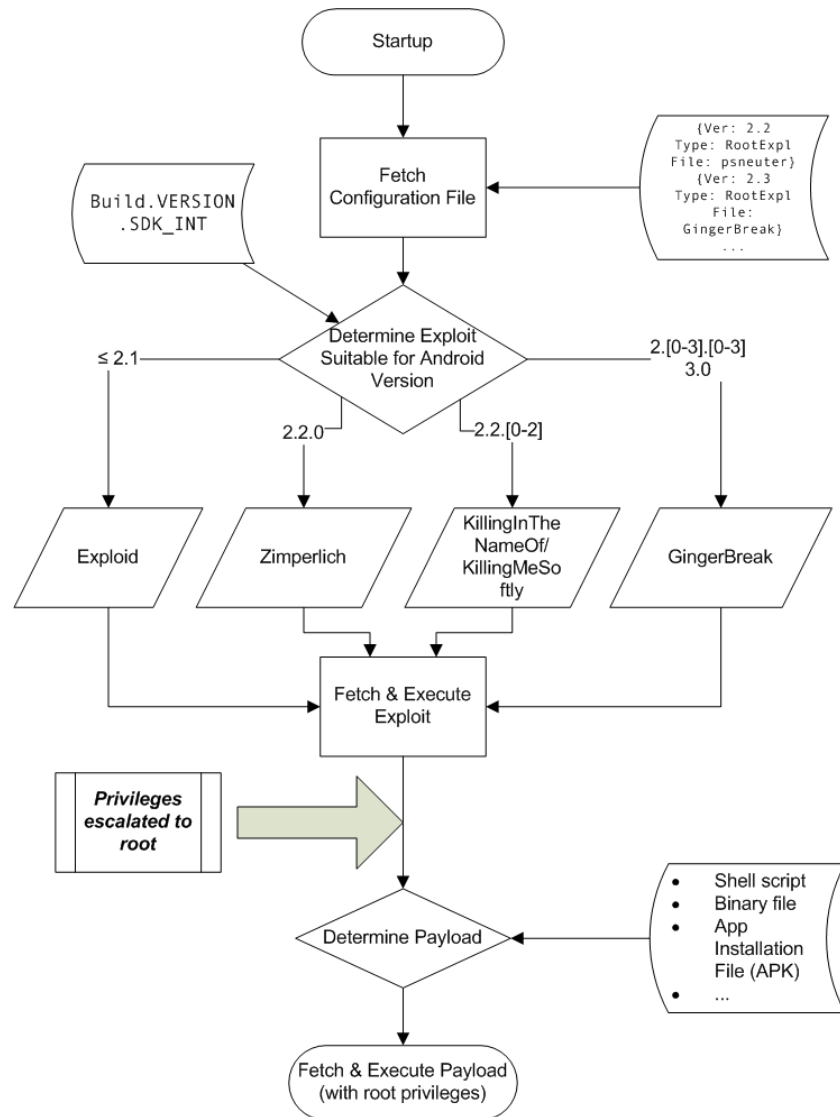 Startup
Fetch
Configuration File
{Ver: 2.2
Type: RootExpl
File: psneuter}
{Ver: 2.3
Type: RootExpl
File:
GingerBreak}
...
Build.VERSION
.SDK_INT
Determine Exploit
Suitable for Android
Version
≤ 2.1
2.2.0
2.2.[0-2]
2.[0-3].[0-3]
3.0
Exploid
Zimperlich
KillingInThe
NameOf/
KillingMeSo
ftly
GingerBreak
Fetch & Execute
Exploit
Privileges
escalated to
root
Determine Payload
• Shell script
• Binary file
• App
Installation
File (APK)
• ...
Fetch & Execute Payload
(with root privileges)